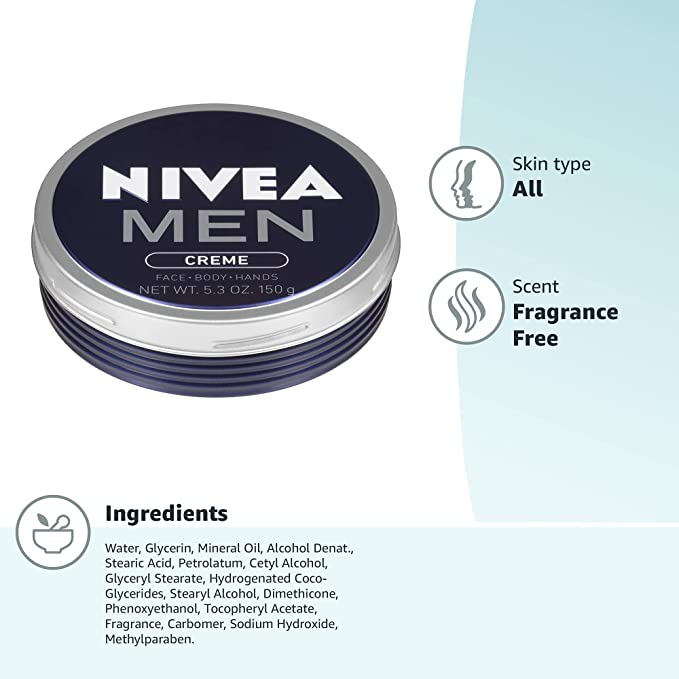 NIVEA
MEN
CREME
FACE • BODY • HANDS
NET WT. 5.3 OZ. 150 g
Skin type
All
Scent
Fragrance
Free
Ingredients
Water, Glycerin, Mineral Oil, Alcohol Denat.,
Stearic Acid, Petrolatum, Cetyl Alcohol,
Glyceryl Stearate, Hydrogenated Coco-
Glycerides, Stearyl Alcohol, Dimethicone,
Phenoxyethanol, Tocopheryl Acetate,
Fragrance, Carbomer, Sodium Hydroxide,
Methylparaben.